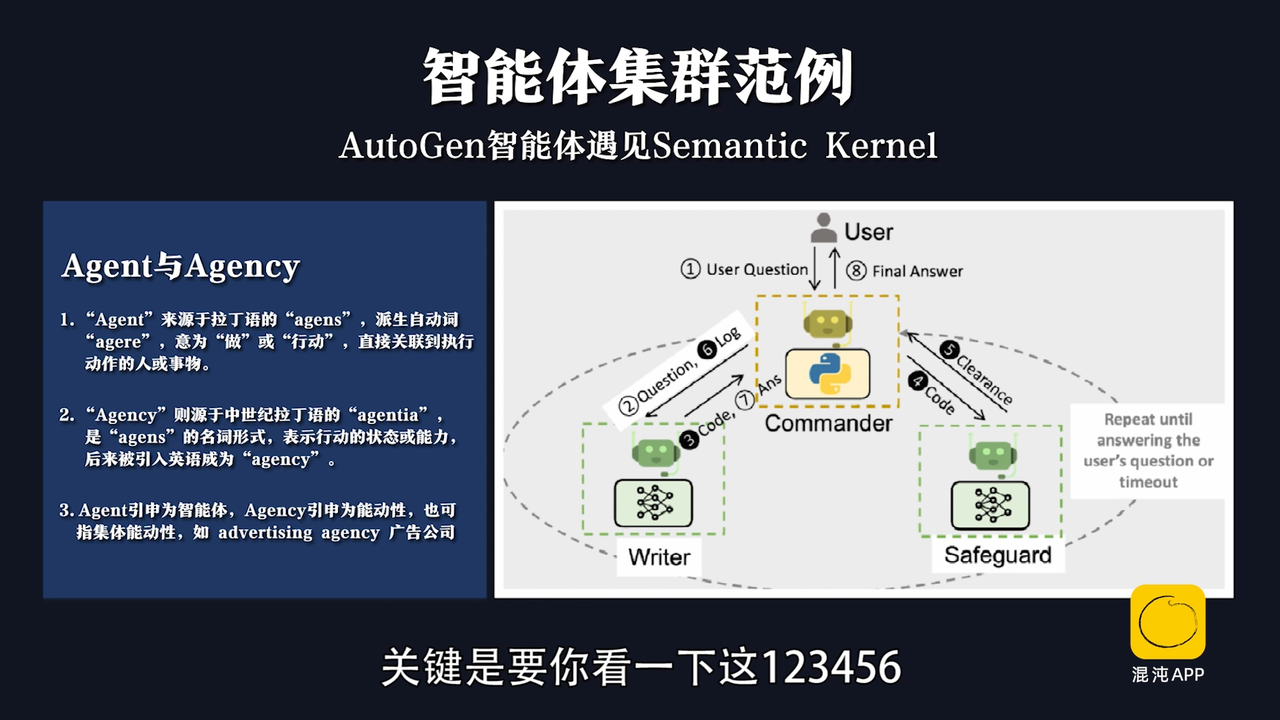 智能体集群范例
AutoGen智能体遇见Semantic Kernel
Agent与Agency
1. “Agent”来源于拉丁语的“agens”，派生自动词
“agere”，意为“做”或“行动”，直接关联到执行
动作的人或事物。
2. “Agency”则源于中世纪拉丁语的“agentia”，
是“agens”的名词形式，表示行动的状态或能力，
后来被引入英语成为“agency”。
3. Agent引申为智能体，Agency引申为能动性，也可
指集体能动性，如 advertising agency 广告公司
User
① User Question
⑧ Final Answer
②Question, ❻ Log
❸ Code, ⑦ Ans
Commander
❺ Clearance
❹ Code
Repeat until
answering the
user's question or
timeout
Writer
Safeguard
关键是要你看一下这123456
混沌APP